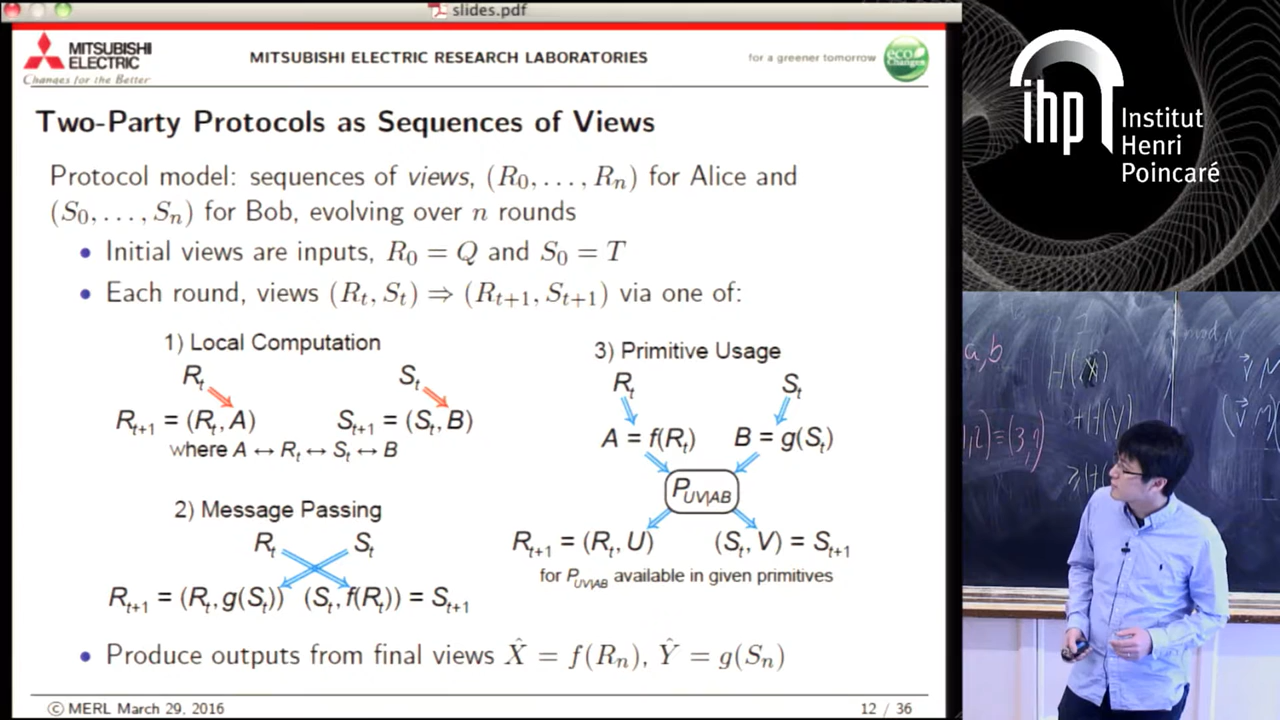 slides.pdf
MITSUBISHI ELECTRIC
Changes for the Better
MITSUBISHI ELECTRIC RESEARCH LABORATORIES
for a greener tomorrow
eco Changes
Two-Party Protocols as Sequences of Views
Protocol model: sequences of views, (R₀, . . . , Rₙ) for Alice and
(S₀, . . . , Sₙ) for Bob, evolving over n rounds
• Initial views are inputs, R₀ = Q and S₀ = T
• Each round, views (Rₜ, Sₜ) ⇒ (Rₜ₊₁, Sₜ₊₁) via one of:
1) Local Computation
Rₜ Sₜ
Rₜ₊₁ = (Rₜ, A) Sₜ₊₁ = (Sₜ, B)
where A ↔ Rₜ ↔ Sₜ ↔ B
2) Message Passing
Rₜ Sₜ
Rₜ₊₁ = (Rₜ, g(Sₜ)) (Sₜ, f(Rₜ)) = Sₜ₊₁
3) Primitive Usage
Rₜ Sₜ
A = f(Rₜ) B = g(Sₜ)
P_{UV|AB}
Rₜ₊₁ = (Rₜ, U) (Sₜ, V) = Sₜ₊₁
for P_{UV|AB} available in given primitives
• Produce outputs from final views X̂ = f(Rₙ), Ŷ = g(Sₙ)
© MERL March 29, 2016
12 / 36
ihp
Institut
Henri
Poincaré
a, b
H(X)
+H(Y)